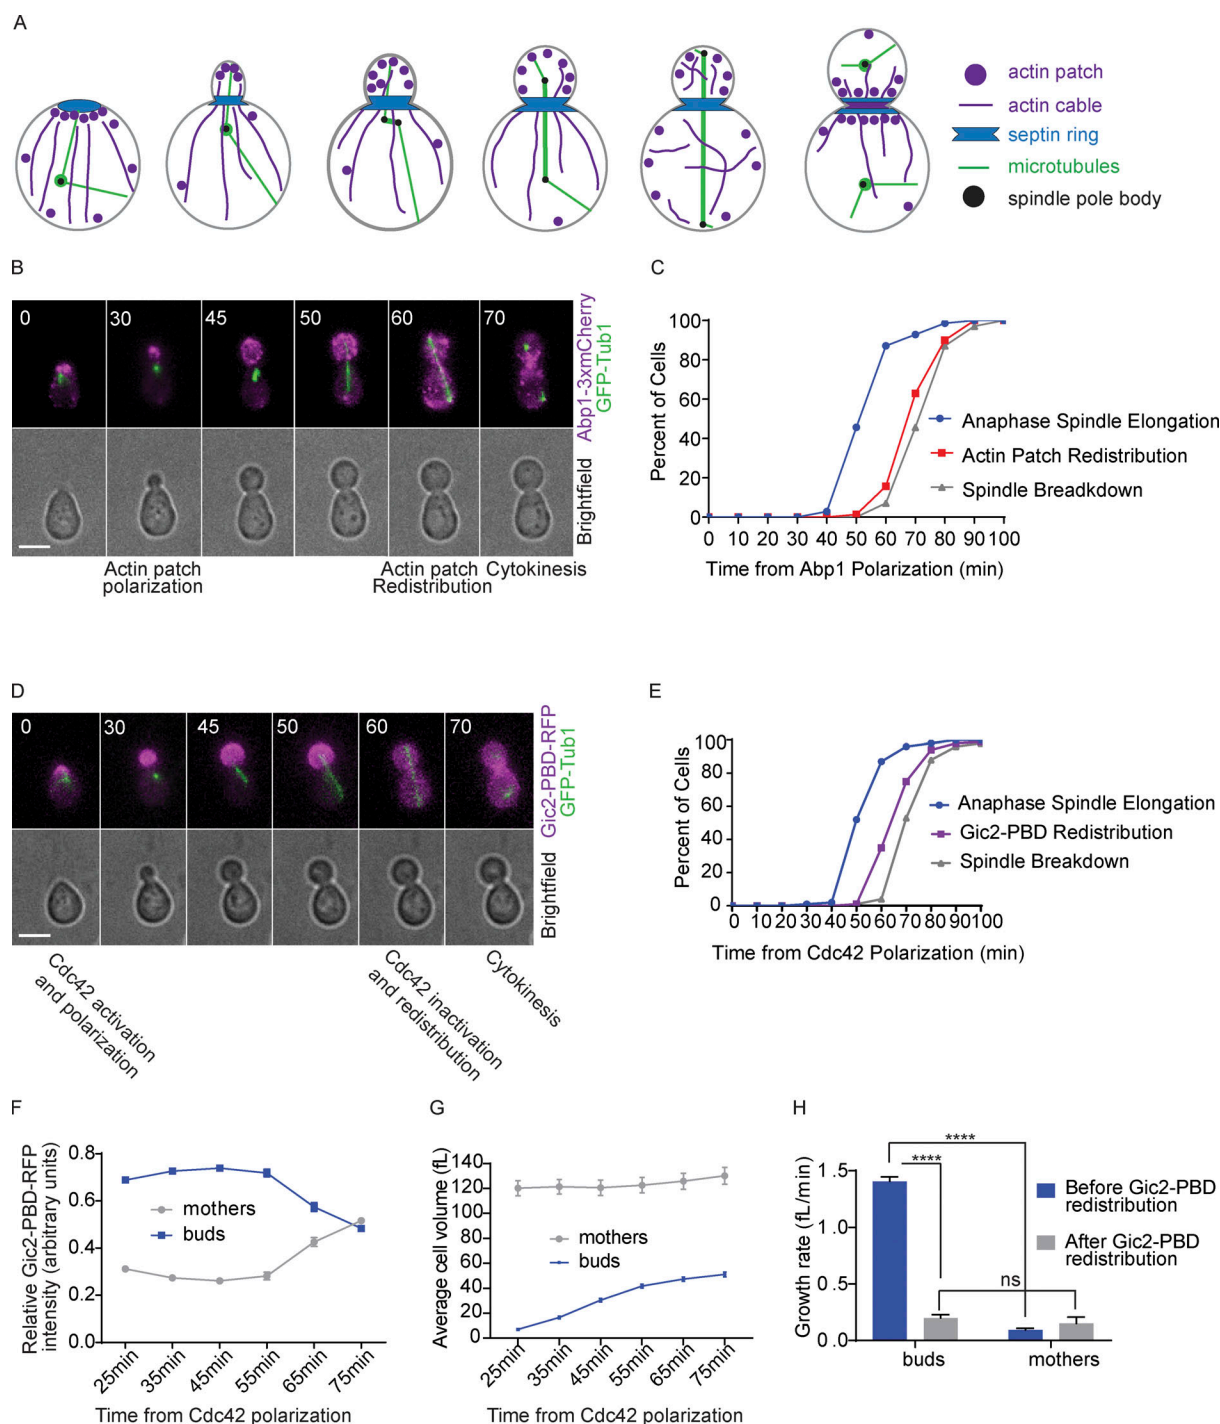 A
actin patch
actin cable
septin ring
microtubules
spindle pole body
B
0 30 45 50 60 70
Abp1-3xmCherry
GFP-Tub1
Brightfield
Actin patch
polarization
Actin patch
Redistribution
Cytokinesis
C
Percent of Cells
100
80
60
40
20
0
0 10 20 30 40 50 60 70 80 90 100
Time from Abp1 Polarization (min)
Anaphase Spindle Elongation
Actin Patch Redistribution
Spindle Breadkdown
D
0 30 45 50 60 70
Gic2-PBD-RFP
GFP-Tub1
Brightfield
Cdc42 activation
and polarization
Cdc42 inactivation
and redistribution
Cytokinesis
E
Percent of Cells
100
80
60
40
20
0
0 10 20 30 40 50 60 70 80 90 100
Time from Cdc42 Polarization (min)
Anaphase Spindle Elongation
Gic2-PBD Redistribution
Spindle Breakdown
F
Relative Gic2-PBD-RFP
intensity (arbitrary units)
0.8
0.6
0.4
0.2
0.0
mothers
buds
25min 35min 45min 55min 65min 75min
Time from Cdc42 polarization
G
Average cell volume (fL)
140
120
100
80
60
40
20
0
mothers
buds
25min 35min 45min 55min 65min 75min
Time from Cdc42 polarization
H
Growth rate (fL/min)
1.5
1.0
0.5
0.0
****
****
ns
buds mothers
Before Gic2-PBD
redistribution
After Gic2-PBD
redistribution